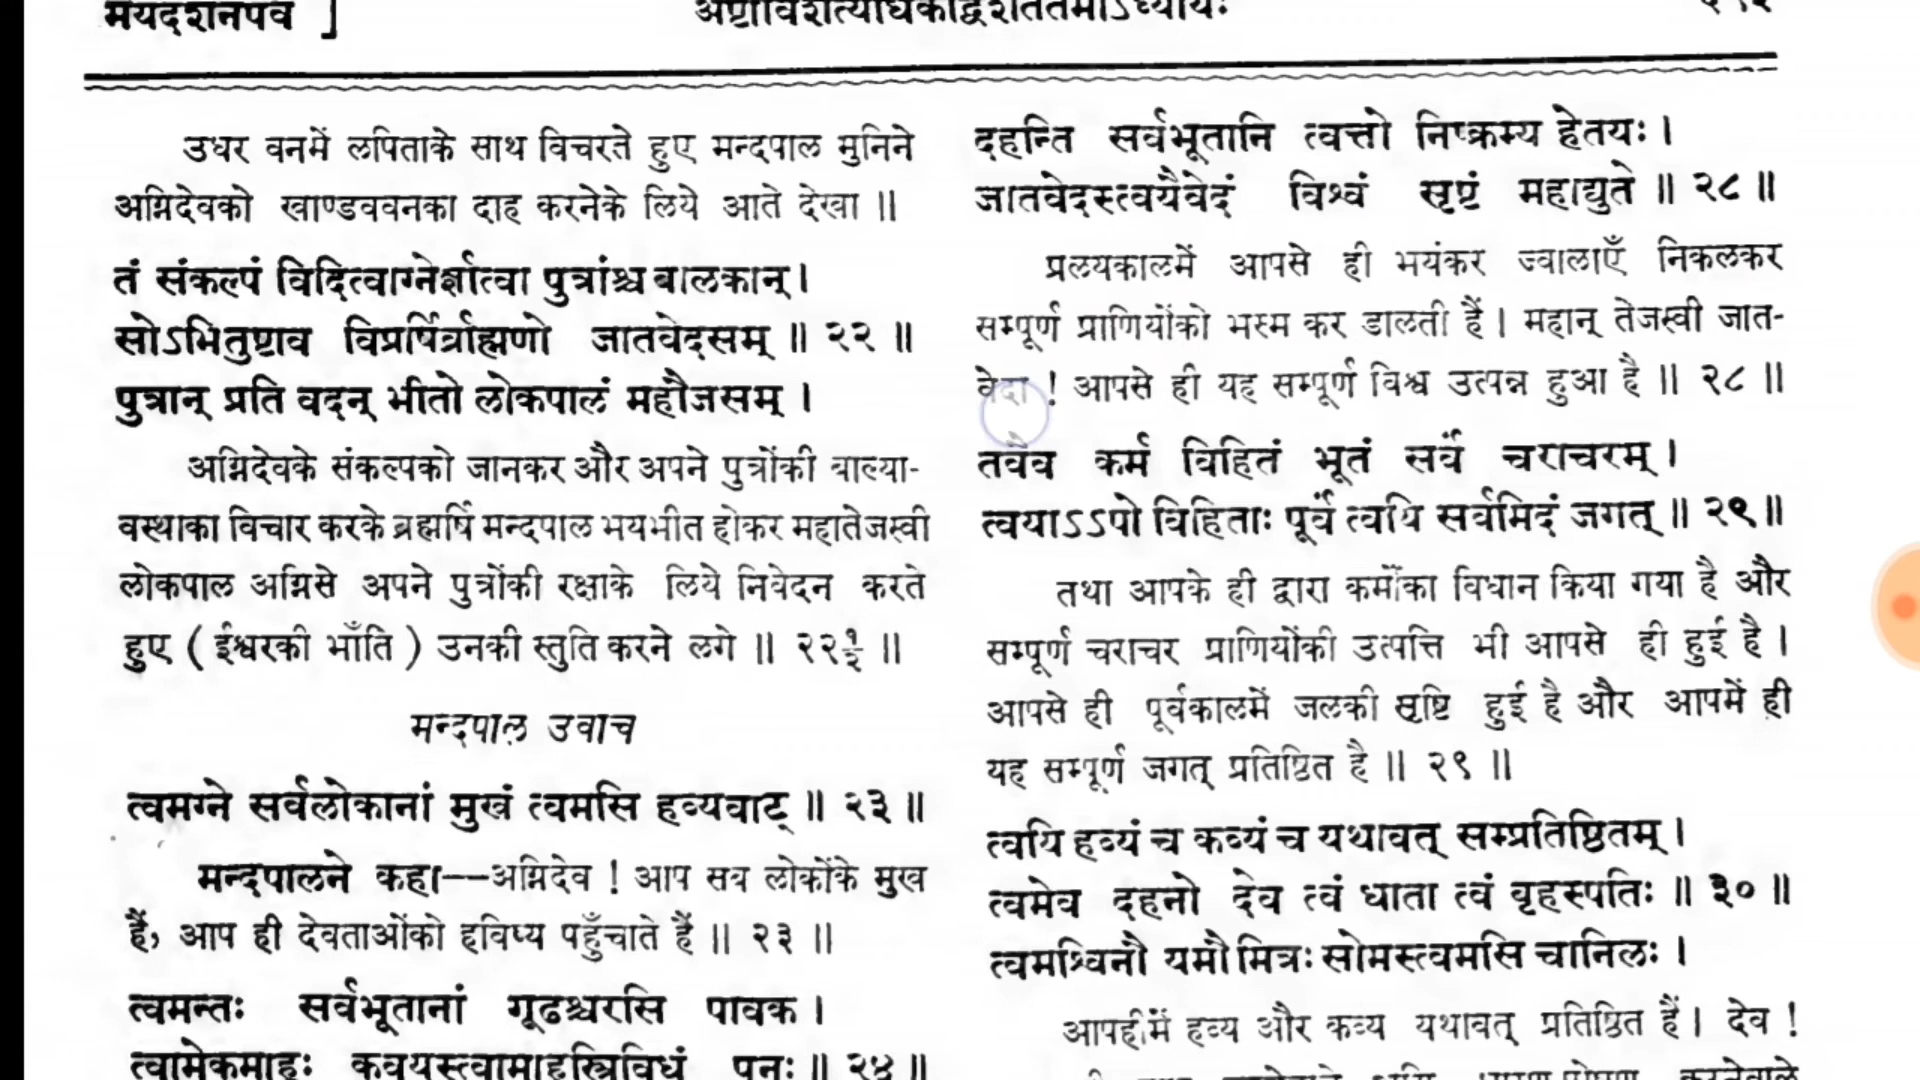 मयदर्शनपर्व ]
अष्टाविंशत्यधिकद्विशततमोऽध्यायः
उधर वनमें लपिताके साथ विचरते हुए मन्दपाल मुनिने
अग्निदेवको खाण्डववनका दाह करनेके लिये आते देखा ॥
तं संकल्पं विदित्वाग्नेर्ज्ञात्वा पुत्रांश्च बालकान् ।
सोऽभितुष्टाव विप्रर्षिर्ब्राह्मणो जातवेदसम् ॥ २२ ॥
पुत्रान् प्रति वदन् भीतो लोकपालं महौजसम् ।
अग्निदेवके संकल्पको जानकर और अपने पुत्रोंकी बाल्या-
वस्थाका विचार करके ब्रह्मर्षि मन्दपाल भयभीत होकर महातेजस्वी
लोकपाल अग्निसे अपने पुत्रोंकी रक्षाके लिये निवेदन करते
हुए ( ईश्वरकी भाँति ) उनकी स्तुति करने लगे ॥ २२½ ॥
मन्दपाल उवाच
त्वमग्ने सर्वलोकानां मुखं त्वमसि हव्यवाट् ॥ २३ ॥
मन्दपालने कहा—अग्निदेव ! आप सब लोकोंके मुख
हैं, आप ही देवताओंको हविष्य पहुँचाते हैं ॥ २३ ॥
त्वमन्तः सर्वभूतानां गूढश्चरसि पावक ।
त्वामेकमाहुः कवयस्त्वामाहुस्त्रिविधं पुनः ॥ २४ ॥
दहन्ति सर्वभूतानि त्वत्तो निष्क्रम्य हेतयः ।
जातवेदस्त्वयैवेदं विश्वं सृष्टं महाद्युते ॥ २८ ॥
प्रलयकालमें आपसे ही भयंकर ज्वालाएँ निकलकर
सम्पूर्ण प्राणियोंको भस्म कर डालती हैं । महान् तेजस्वी जात-
वेदा ! आपसे ही यह सम्पूर्ण विश्व उत्पन्न हुआ है ॥ २८ ॥
तवैव कर्म विहितं भूतं सर्वं चराचरम् ।
त्वयाऽऽपो विहिताः पूर्वं त्वयि सर्वमिदं जगत् ॥ २९ ॥
तथा आपके ही द्वारा कर्मोंका विधान किया गया है और
सम्पूर्ण चराचर प्राणियोंकी उत्पत्ति भी आपसे ही हुई है ।
आपसे ही पूर्वकालमें जलकी सृष्टि हुई है और आपमें ही
यह सम्पूर्ण जगत् प्रतिष्ठित है ॥ २९ ॥
त्वयि हव्यं च कव्यं च यथावत् सम्प्रतिष्ठितम् ।
त्वमेव दहनो देव त्वं धाता त्वं बृहस्पतिः ॥ ३० ॥
त्वमश्विनौ यमौ मित्रः सोमस्त्वमसि चानिलः ।
आपहीमें हव्य और कव्य यथावत् प्रतिष्ठित हैं । देव !
करनेवाले